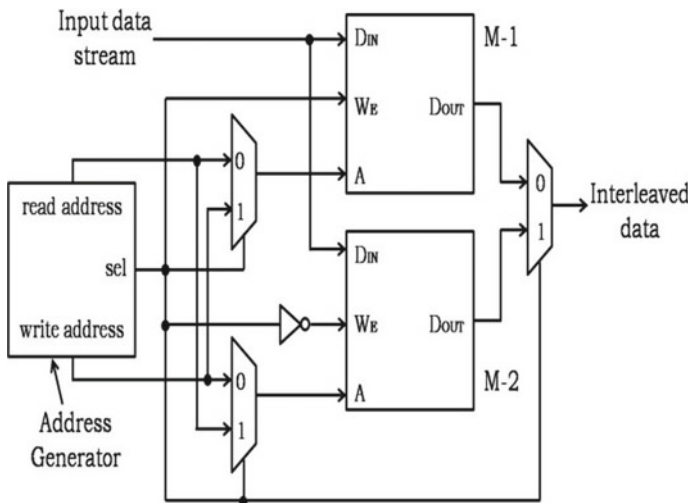 Input data
stream
DIN
M-1
WE
DOUT
A
0
1
read address
sel
write address
Address
Generator
DIN
WE
DOUT
A
M-2
0
1
0
1
Interleaved
data